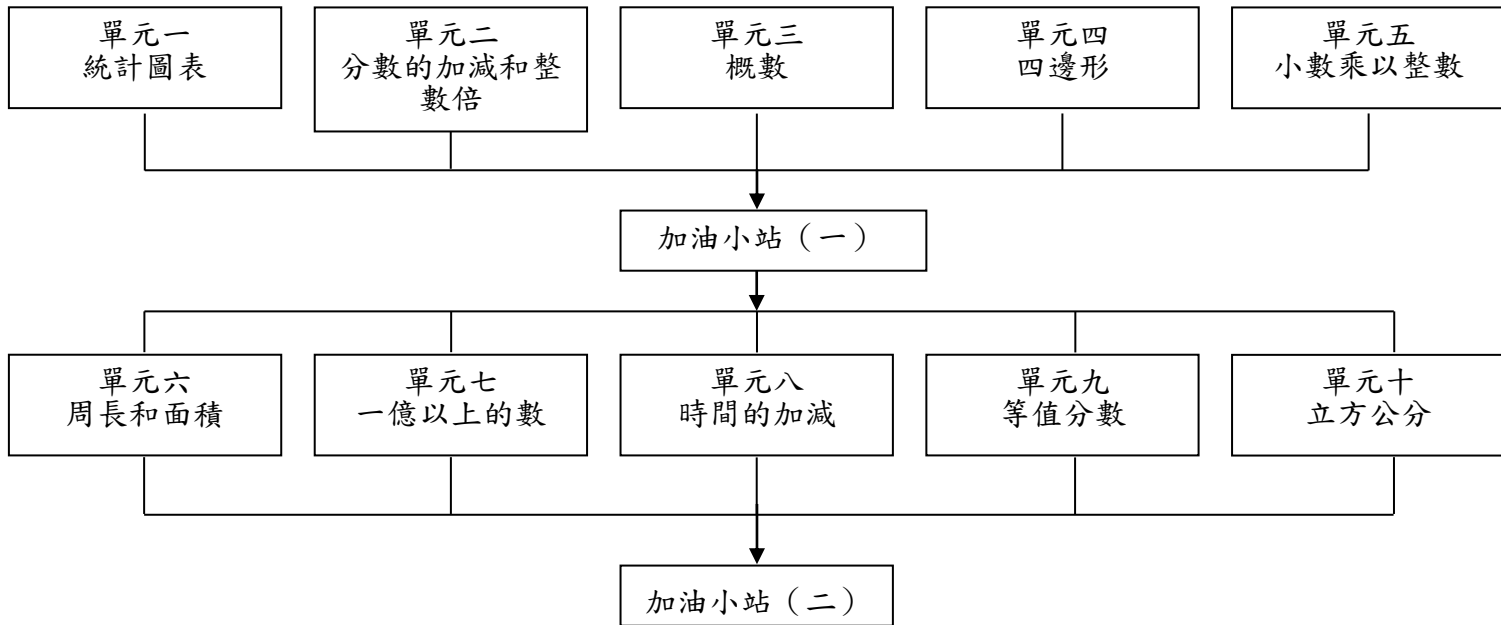 單元一
統計圖表
單元二
分數的加減和整
數倍
單元三
概數
單元四
四邊形
單元五
小數乘以整數
加油小站（一）
單元六
周長和面積
單元七
一億以上的數
單元八
時間的加減
單元九
等值分數
單元十
立方公分
加油小站（二）